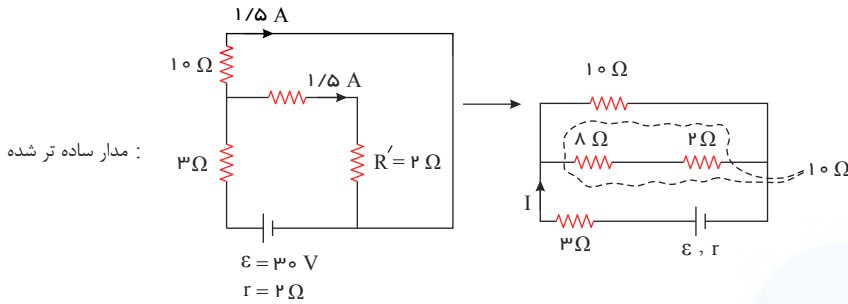 ۱/۵ A
۱۰ Ω
۱/۵ A
۳Ω
R′ = ۲ Ω
ε = ۳۰ V
r = ۲ Ω
مدار ساده تر شده :
۱۰ Ω
۸ Ω
۲Ω
۱۰ Ω
I
۳Ω
ε , r